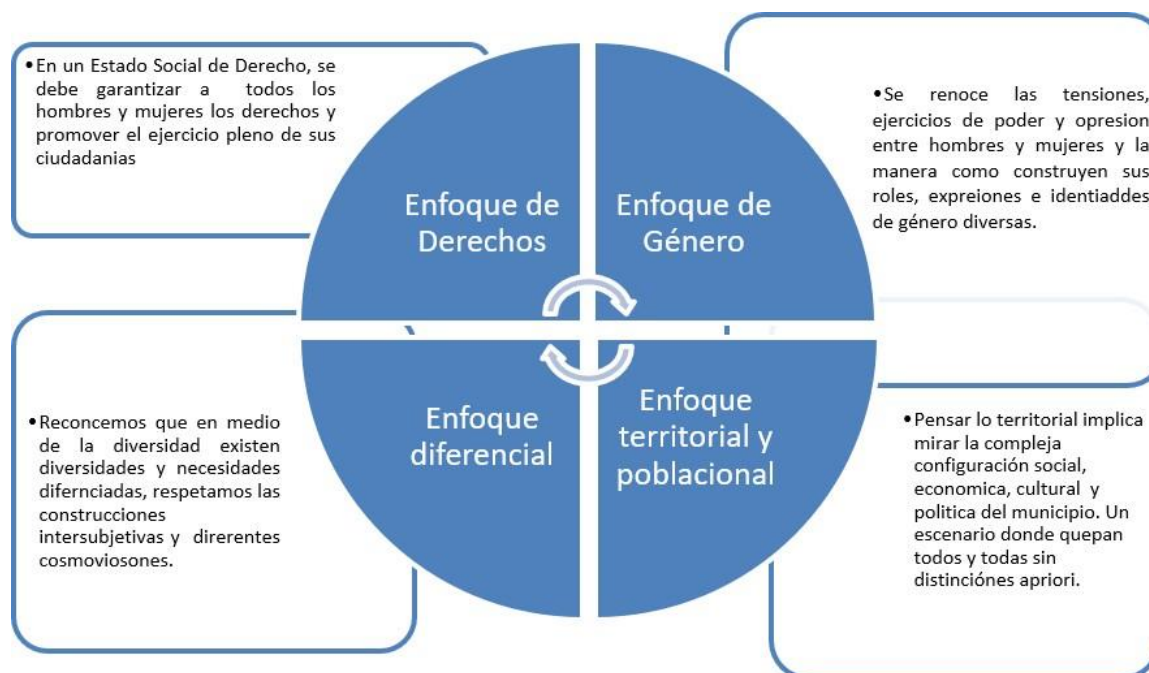 •En un Estado Social de Derecho, se
debe garantizar a todos los
hombres y mujeres los derechos y
promover el ejercicio pleno de sus
ciudadanias
Enfoque de
Derechos
Enfoque de
Género
•Se renoce las tensiones,
ejercicios de poder y opresion
entre hombres y mujeres y la
manera como construyen sus
roles, expreiones e identiaddes
de género diversas.
•Reconcemos que en medio
de la diversidad existen
diversidades y necesidades
difernciadas, respetamos las
construcciones
intersubjetivas y direrentes
cosmoviosones.
Enfoque
diferencial
Enfoque
territorial y
poblacional
•Pensar lo territorial implica
mirar la compleja
configuración social,
economica, cultural y
politica del municipio. Un
escenario donde quepan
todos y todas sin
distinciónes apriori.